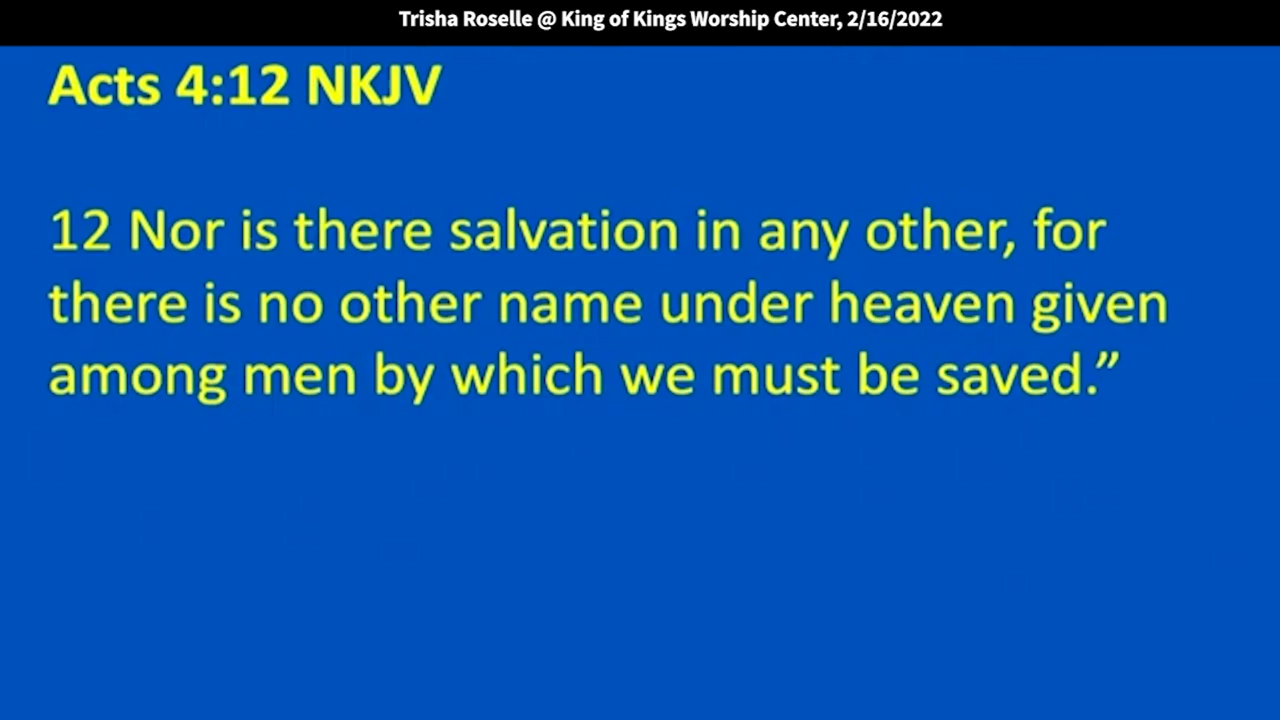 Trisha Roselle @ King of Kings Worship Center, 2/16/2022
Acts 4:12 NKJV
12 Nor is there salvation in any other, for
there is no other name under heaven given
among men by which we must be saved.”